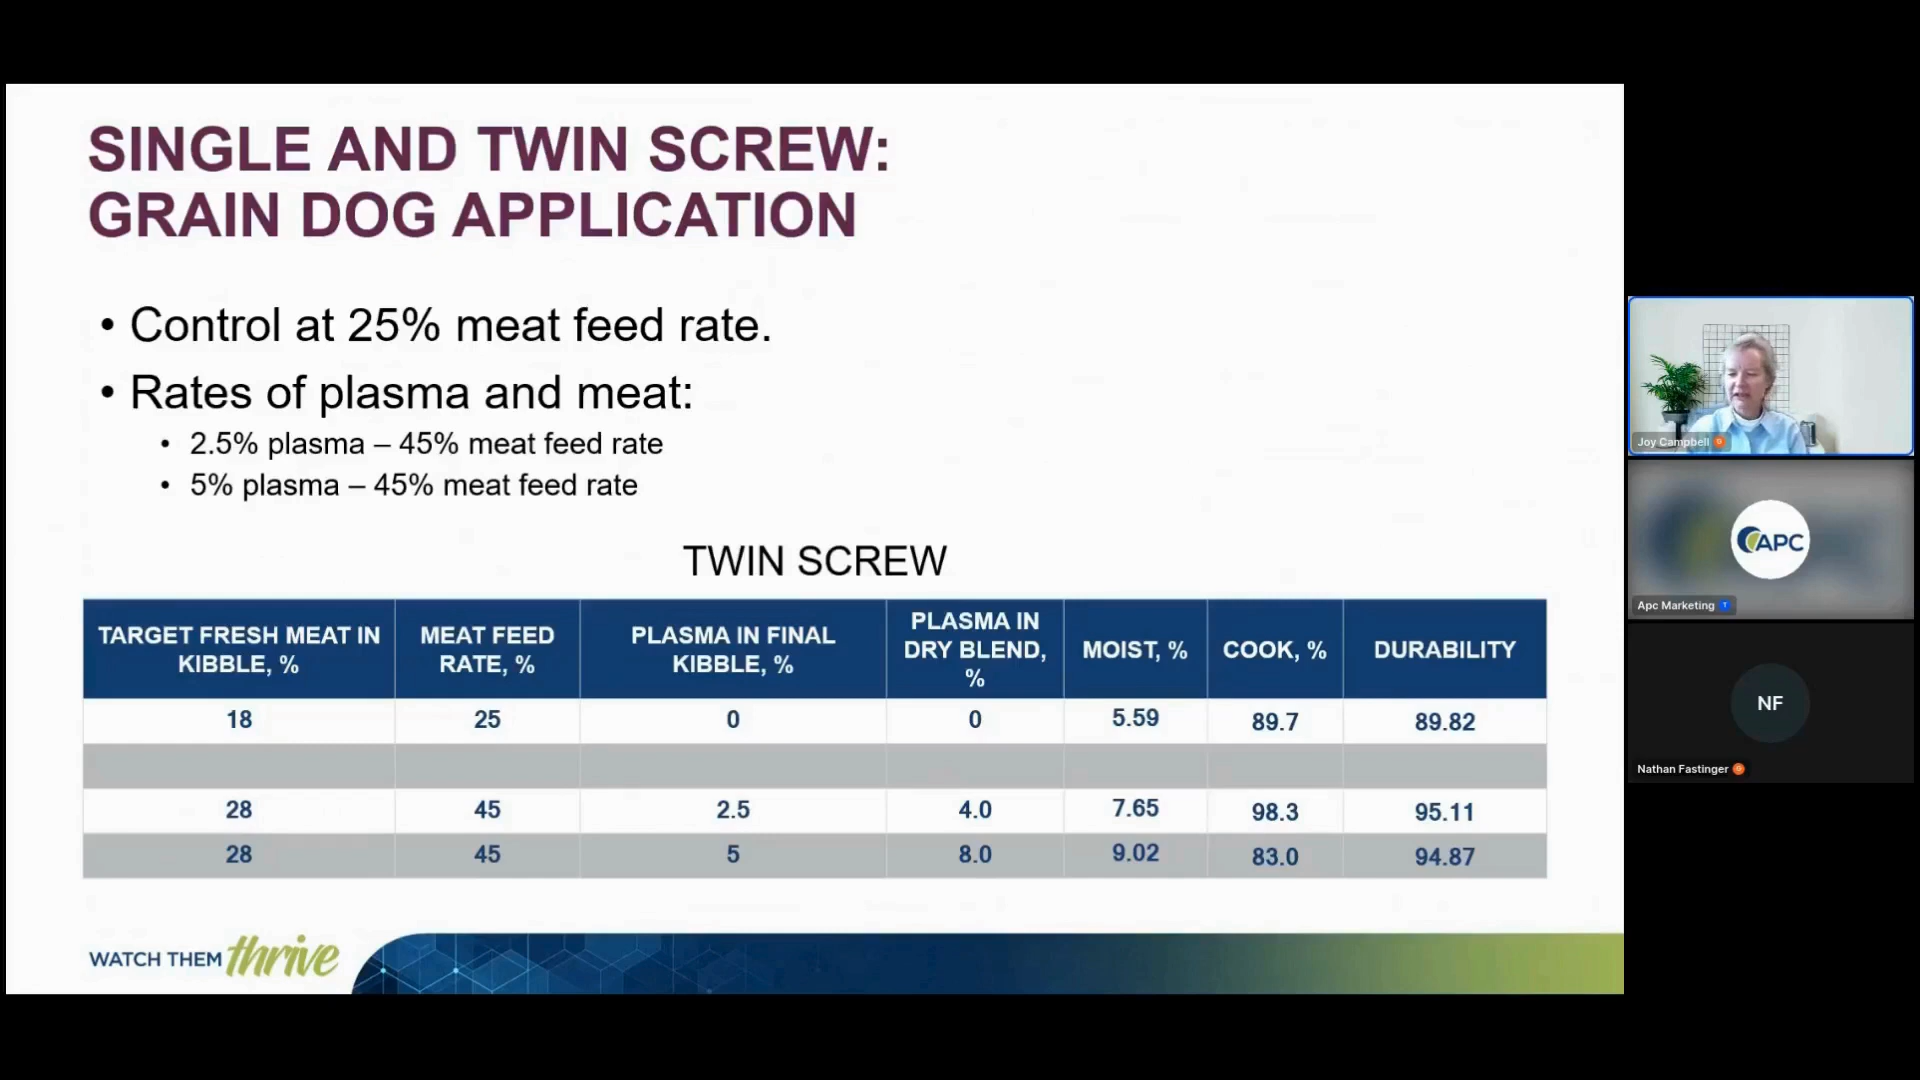 SINGLE AND TWIN SCREW:
GRAIN DOG APPLICATION
• Control at 25% meat feed rate.
• Rates of plasma and meat:
• 2.5% plasma – 45% meat feed rate
• 5% plasma – 45% meat feed rate
TWIN SCREW
TARGET FRESH MEAT IN KIBBLE, % MEAT FEED RATE, % PLASMA IN FINAL KIBBLE, % PLASMA IN DRY BLEND, % MOIST, % COOK, % DURABILITY
18 25 0 0 5.59 89.7 89.82
28 45 2.5 4.0 7.65 98.3 95.11
28 45 5 8.0 9.02 83.0 94.87
WATCH THEM thrive
Joy Campbell
APC
Apc Marketing
NF
Nathan Fastinger